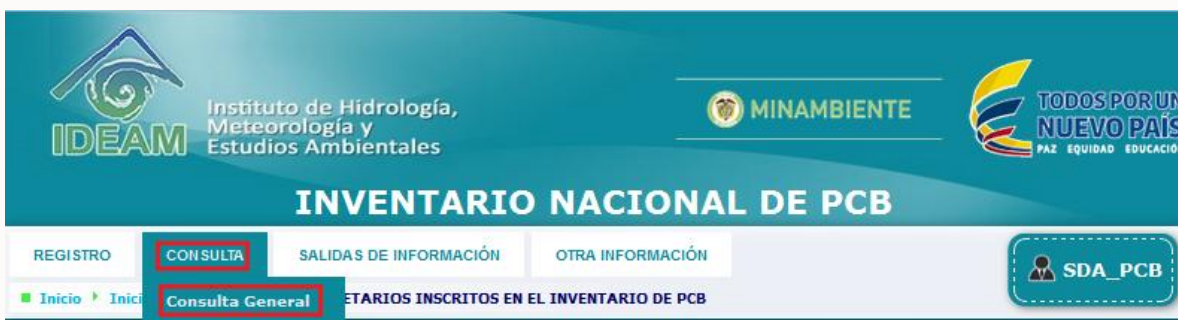 IDEAM
Instituto de Hidrología,
Meteorología y
Estudios Ambientales
MINAMBIENTE
TODOS POR UN
NUEVO PAÍS
PAZ EQUIDAD EDUCACIÓ
INVENTARIO NACIONAL DE PCB
REGISTRO CONSULTA SALIDAS DE INFORMACIÓN OTRA INFORMACIÓN
SDA_PCB
Inicio Inici Consulta General ETARIOS INSCRITOS EN EL INVENTARIO DE PCB